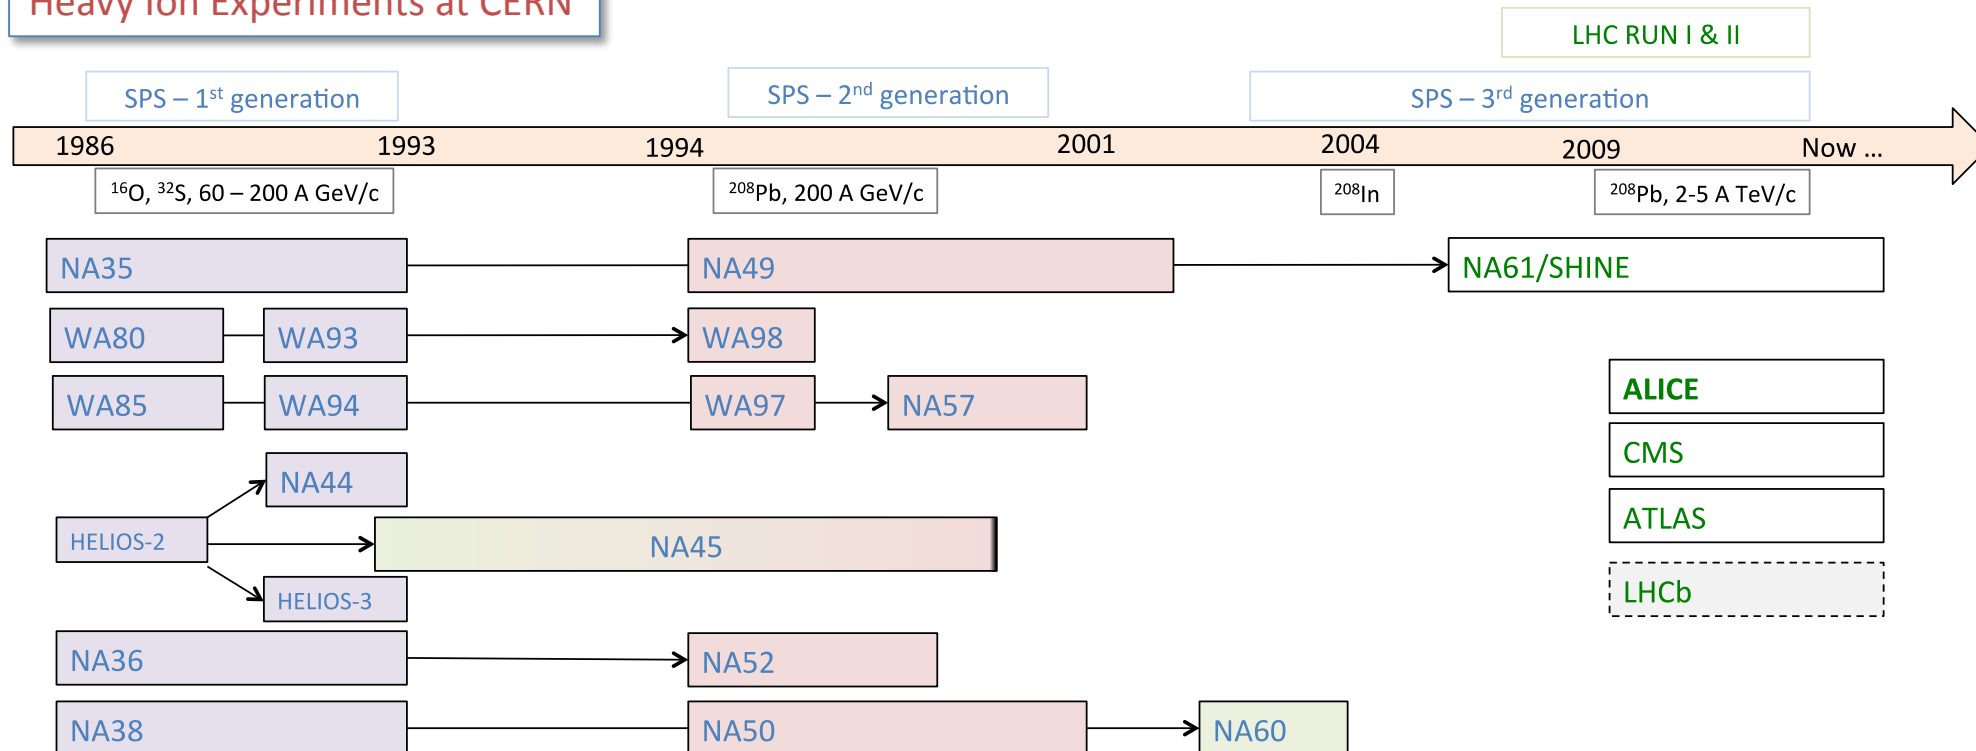 Heavy Ion Experiments at CERN
LHC RUN I & II
SPS – 1st generation
SPS – 2nd generation
SPS – 3rd generation
1986
1993
1994
2001
2004
2009
Now ...
16O, 32S, 60 – 200 A GeV/c
208Pb, 200 A GeV/c
208In
208Pb, 2-5 A TeV/c
NA35
NA49
NA61/SHINE
WA80
WA93
WA98
WA85
WA94
WA97
NA57
ALICE
CMS
NA44
ATLAS
HELIOS-2
NA45
HELIOS-3
LHCb
NA36
NA52
NA38
NA50
NA60